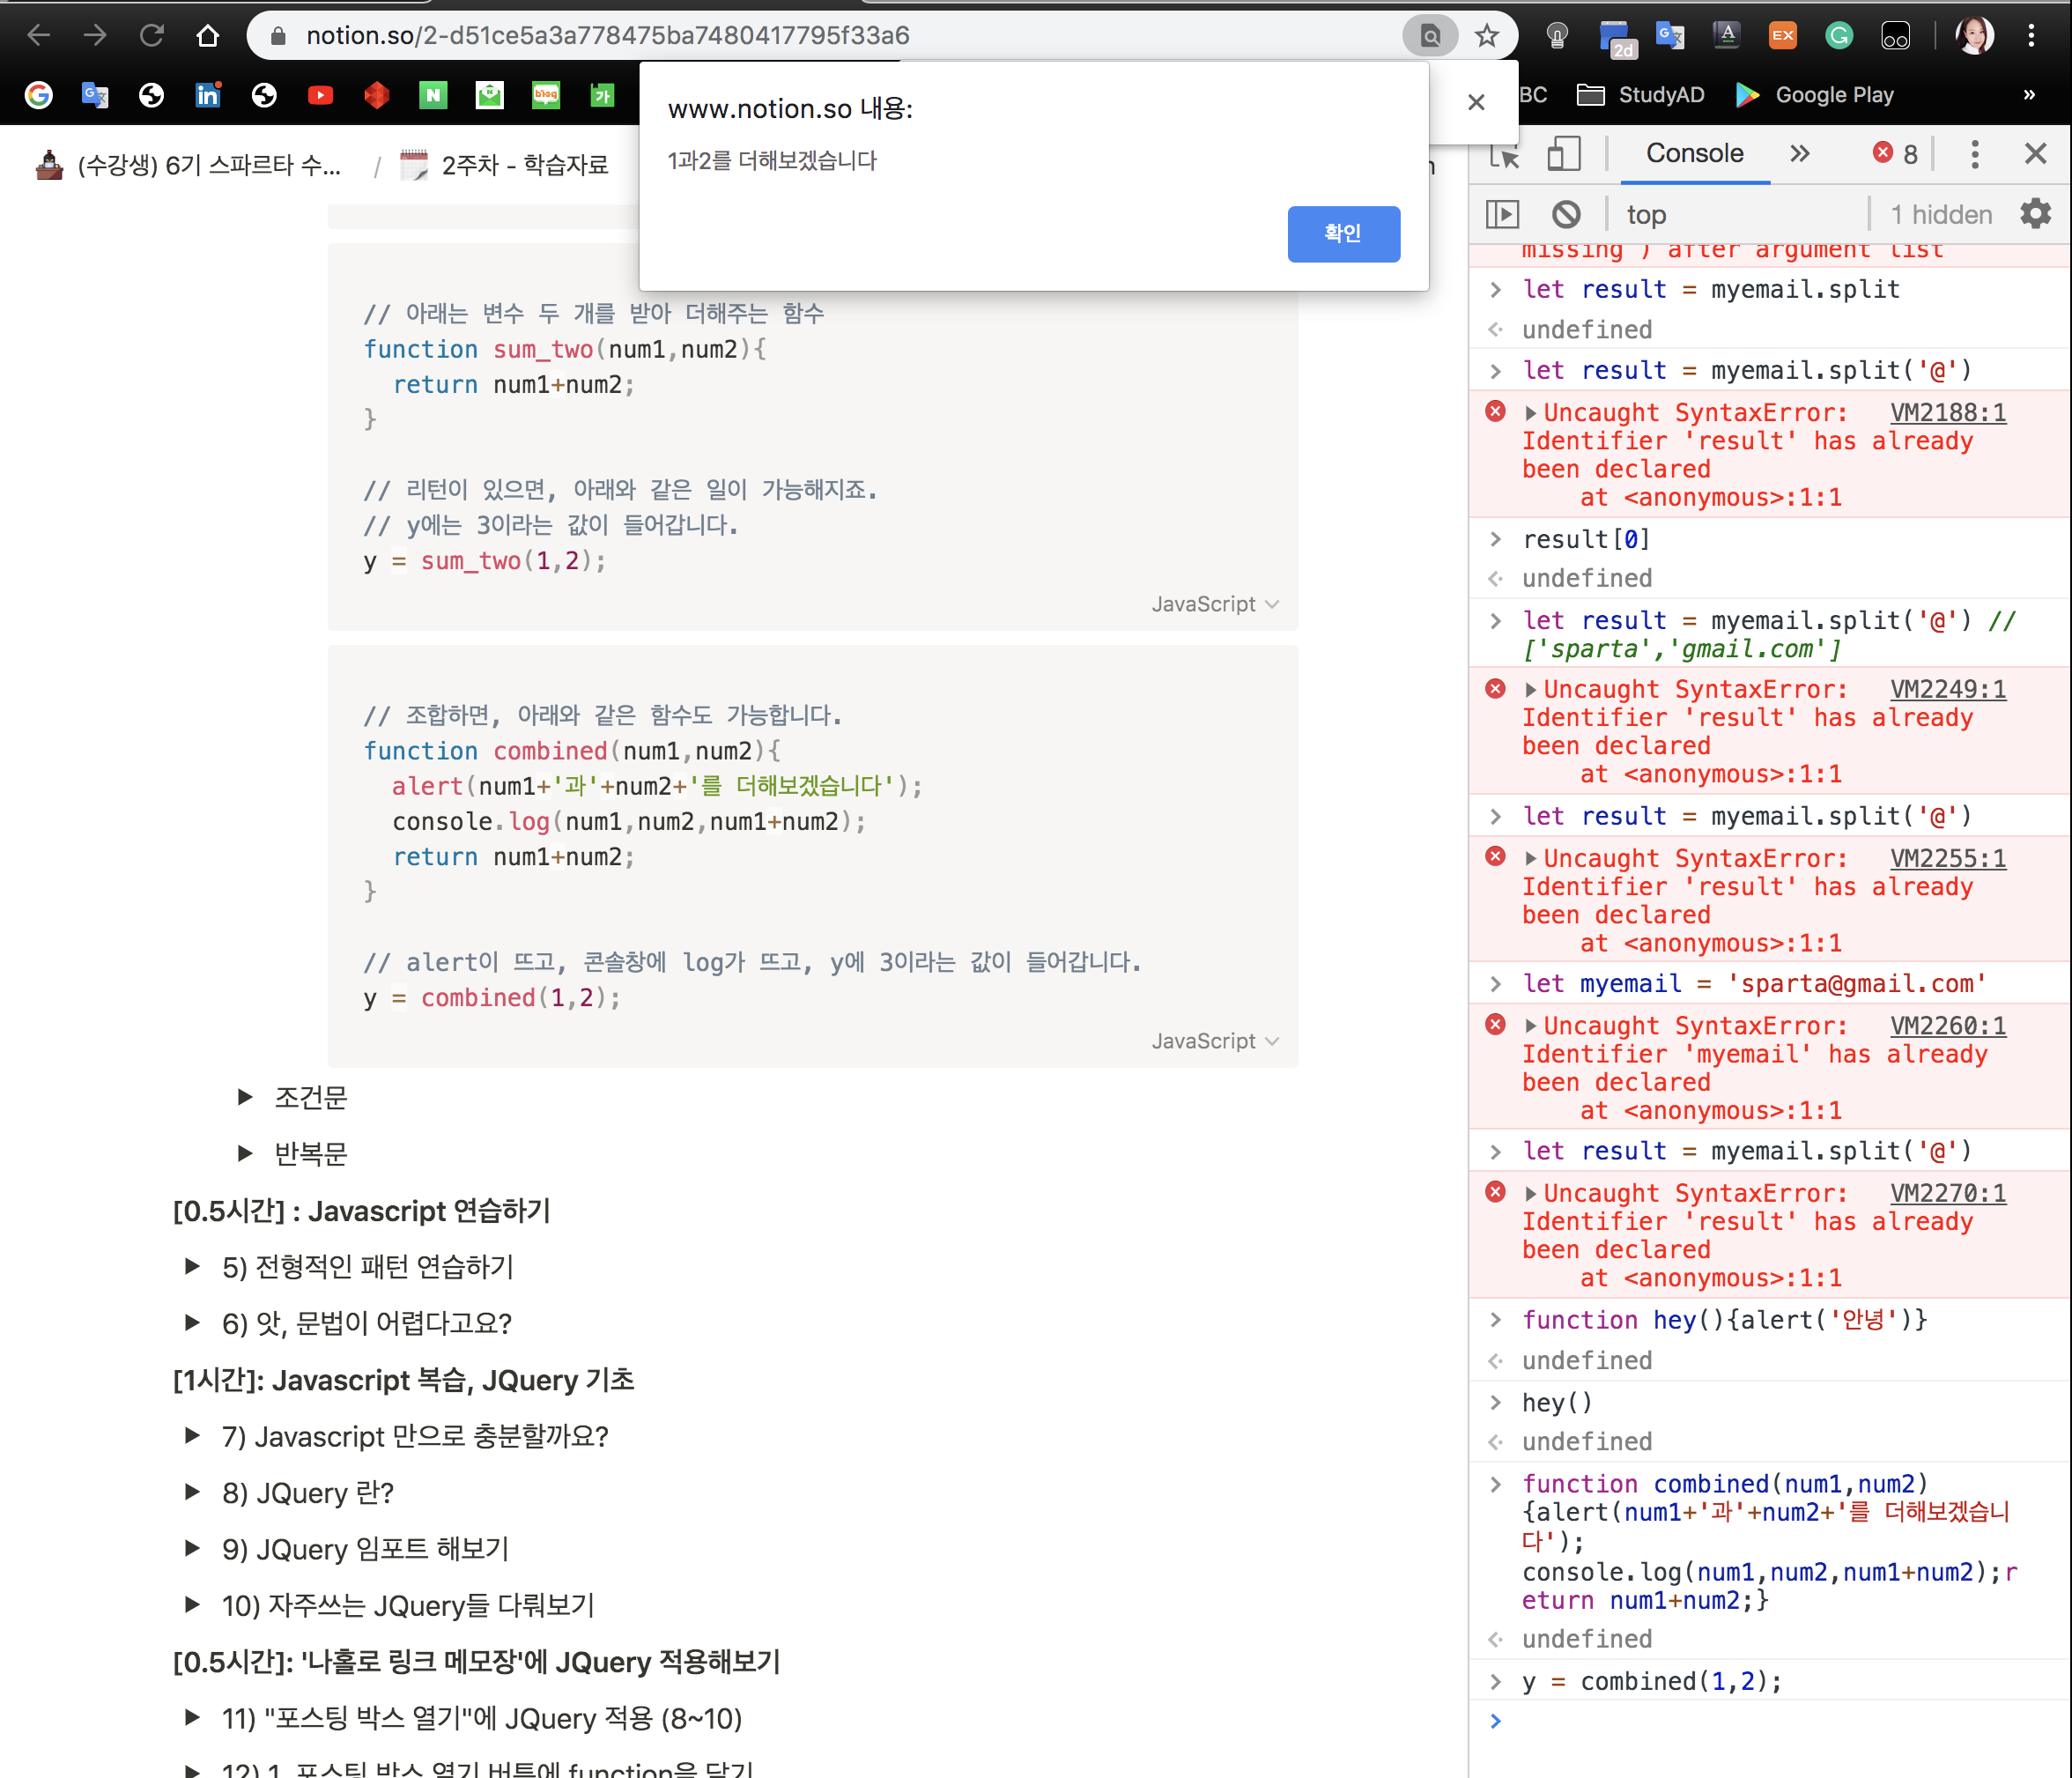 notion.so/2-d51ce5a3a778475ba7480417795f33a6
2d
EX
BC
StudyAD
Google Play
www.notion.so 내용:
1과2를 더해보겠습니다
확인
(수강생) 6기 스파르타 수...
/
2주차 - 학습자료
// 아래는 변수 두 개를 받아 더해주는 함수
function sum_two(num1,num2){
return num1+num2;
}
// 리턴이 있으면, 아래와 같은 일이 가능해지죠.
// y에는 3이라는 값이 들어갑니다.
y = sum_two(1,2);
JavaScript
// 조합하면, 아래와 같은 함수도 가능합니다.
function combined(num1,num2){
alert(num1+'과'+num2+'를 더해보겠습니다');
console.log(num1,num2,num1+num2);
return num1+num2;
}
// alert이 뜨고, 콘솔창에 log가 뜨고, y에 3이라는 값이 들어갑니다.
y = combined(1,2);
JavaScript
조건문
반복문
[0.5시간] : Javascript 연습하기
5) 전형적인 패턴 연습하기
6) 앗, 문법이 어렵다고요?
[1시간]: Javascript 복습, JQuery 기초
7) Javascript 만으로 충분할까요?
8) JQuery 란?
9) JQuery 임포트 해보기
10) 자주쓰는 JQuery들 다뤄보기
[0.5시간]: '나홀로 링크 메모장'에 JQuery 적용해보기
11) "포스팅 박스 열기"에 JQuery 적용 (8~10)
12) 1. 포스팅 박스 열기 버튼에 function을 달기
Console
8
top
1 hidden
missing ) after argument list
let result = myemail.split
undefined
let result = myemail.split('@')
Uncaught SyntaxError: VM2188:1
Identifier 'result' has already
been declared
at <anonymous>:1:1
result[0]
undefined
let result = myemail.split('@') //
['sparta','gmail.com']
Uncaught SyntaxError: VM2249:1
Identifier 'result' has already
been declared
at <anonymous>:1:1
let result = myemail.split('@')
Uncaught SyntaxError: VM2255:1
Identifier 'result' has already
been declared
at <anonymous>:1:1
let myemail = 'sparta@gmail.com'
Uncaught SyntaxError: VM2260:1
Identifier 'myemail' has already
been declared
at <anonymous>:1:1
let result = myemail.split('@')
Uncaught SyntaxError: VM2270:1
Identifier 'result' has already
been declared
at <anonymous>:1:1
function hey(){alert('안녕')}
undefined
hey()
undefined
function combined(num1,num2)
{alert(num1+'과'+num2+'를 더해보겠습니
다');
console.log(num1,num2,num1+num2);r
eturn num1+num2;}
undefined
y = combined(1,2);